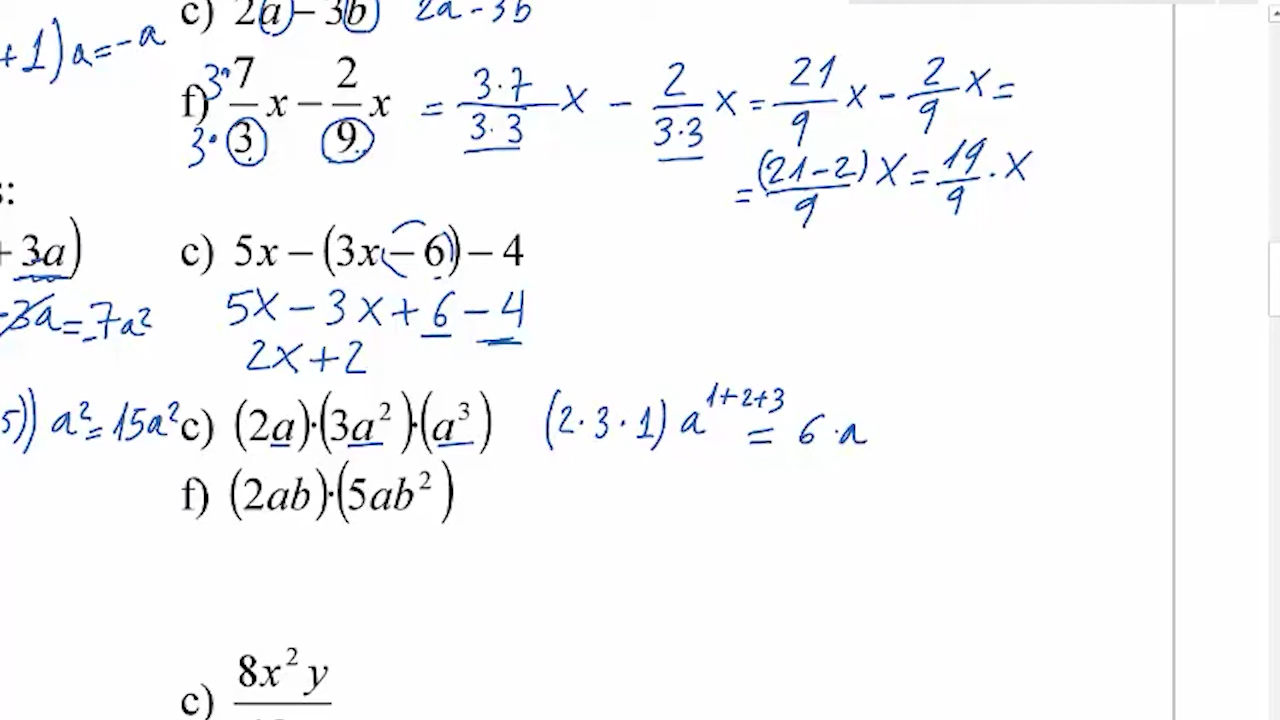 c) 2a − 3b 2a − 3b
+1) a = −a
f) 3· 7/3 3· x − 2/9 x = 3·7/3·3 x − 2/3·3 x = 21/9 x − 2/9 x =
= (21−2)/9 x = 19/9 · x
s:
+ 3a) c) 5x − (3x − 6) − 4
−3a = −7a² 5x − 3x + 6 − 4
2x + 2
5)) a² = 15a² c) (2a)·(3a²)·(a³) (2·3·1) a^1+2+3 = 6·a
f) (2ab)·(5ab²)
c) 8x²y